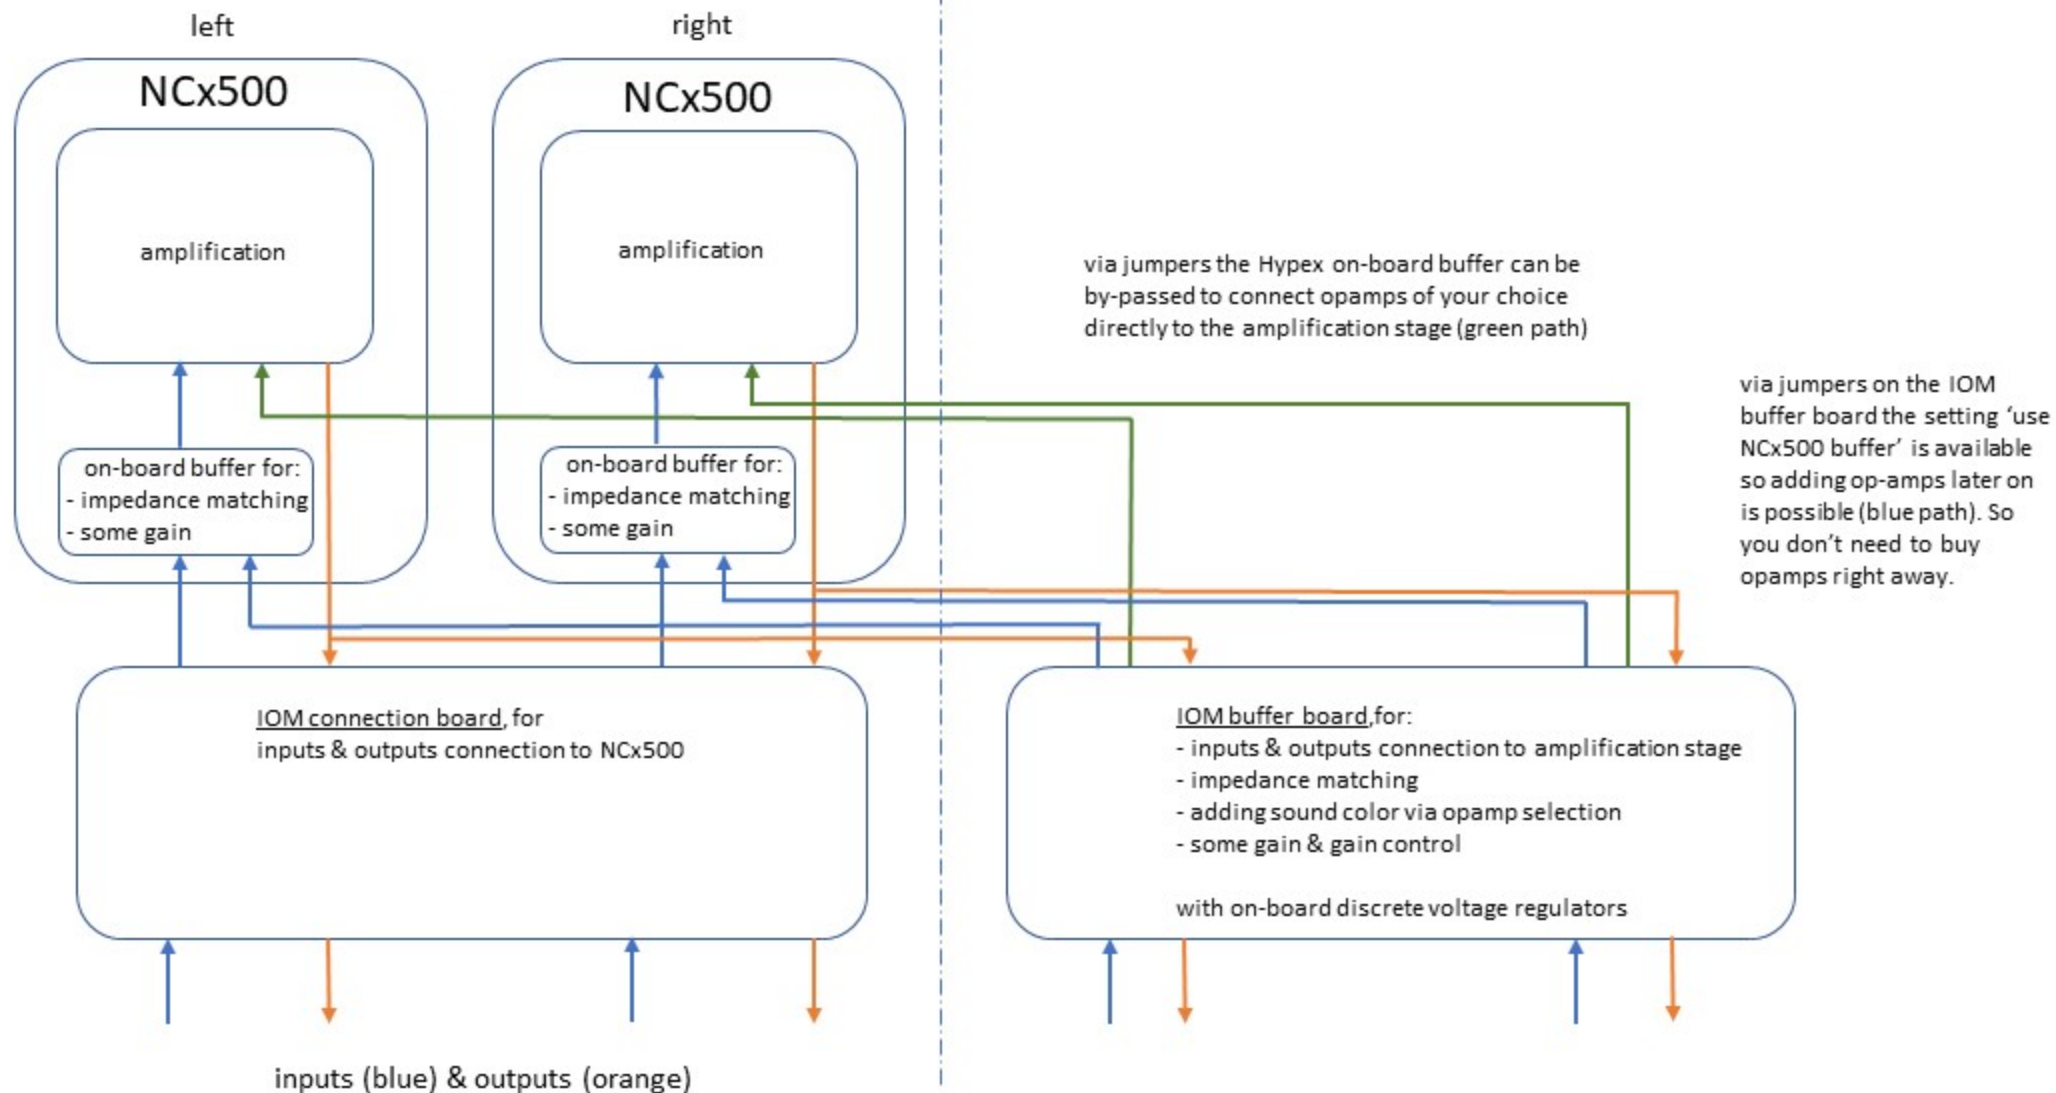 left
right
NCx500
NCx500
amplification
amplification
on-board buffer for:
- impedance matching
- some gain
on-board buffer for:
- impedance matching
- some gain
via jumpers the Hypex on-board buffer can be
by-passed to connect opamps of your choice
directly to the amplification stage (green path)
via jumpers on the IOM
buffer board the setting ‘use
NCx500 buffer’ is available
so adding op-amps later on
is possible (blue path). So
you don’t need to buy
opamps right away.
IOM connection board, for
inputs & outputs connection to NCx500
IOM buffer board,for:
- inputs & outputs connection to amplification stage
- impedance matching
- adding sound color via opamp selection
- some gain & gain control
with on-board discrete voltage regulators
inputs (blue) & outputs (orange)